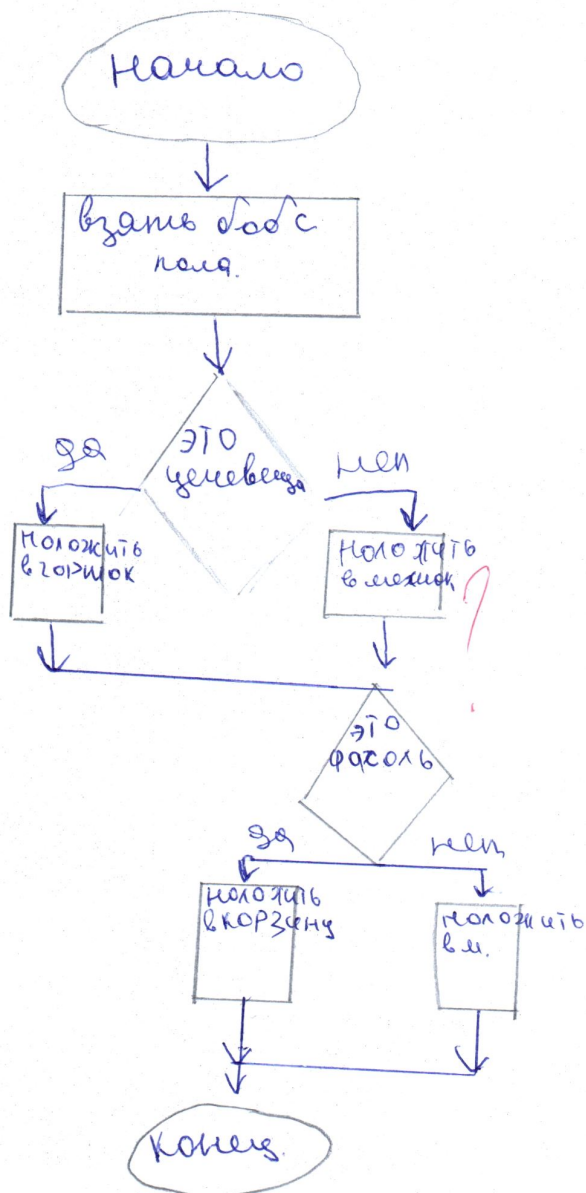 Начало
взять боб с
пола.
да
ЭТО
чечевица
нет
положить
в горшок
положить
в мешок
?
ЭТО
фасоль
да
нет
положить
в корзину
положить
в м.
конец.